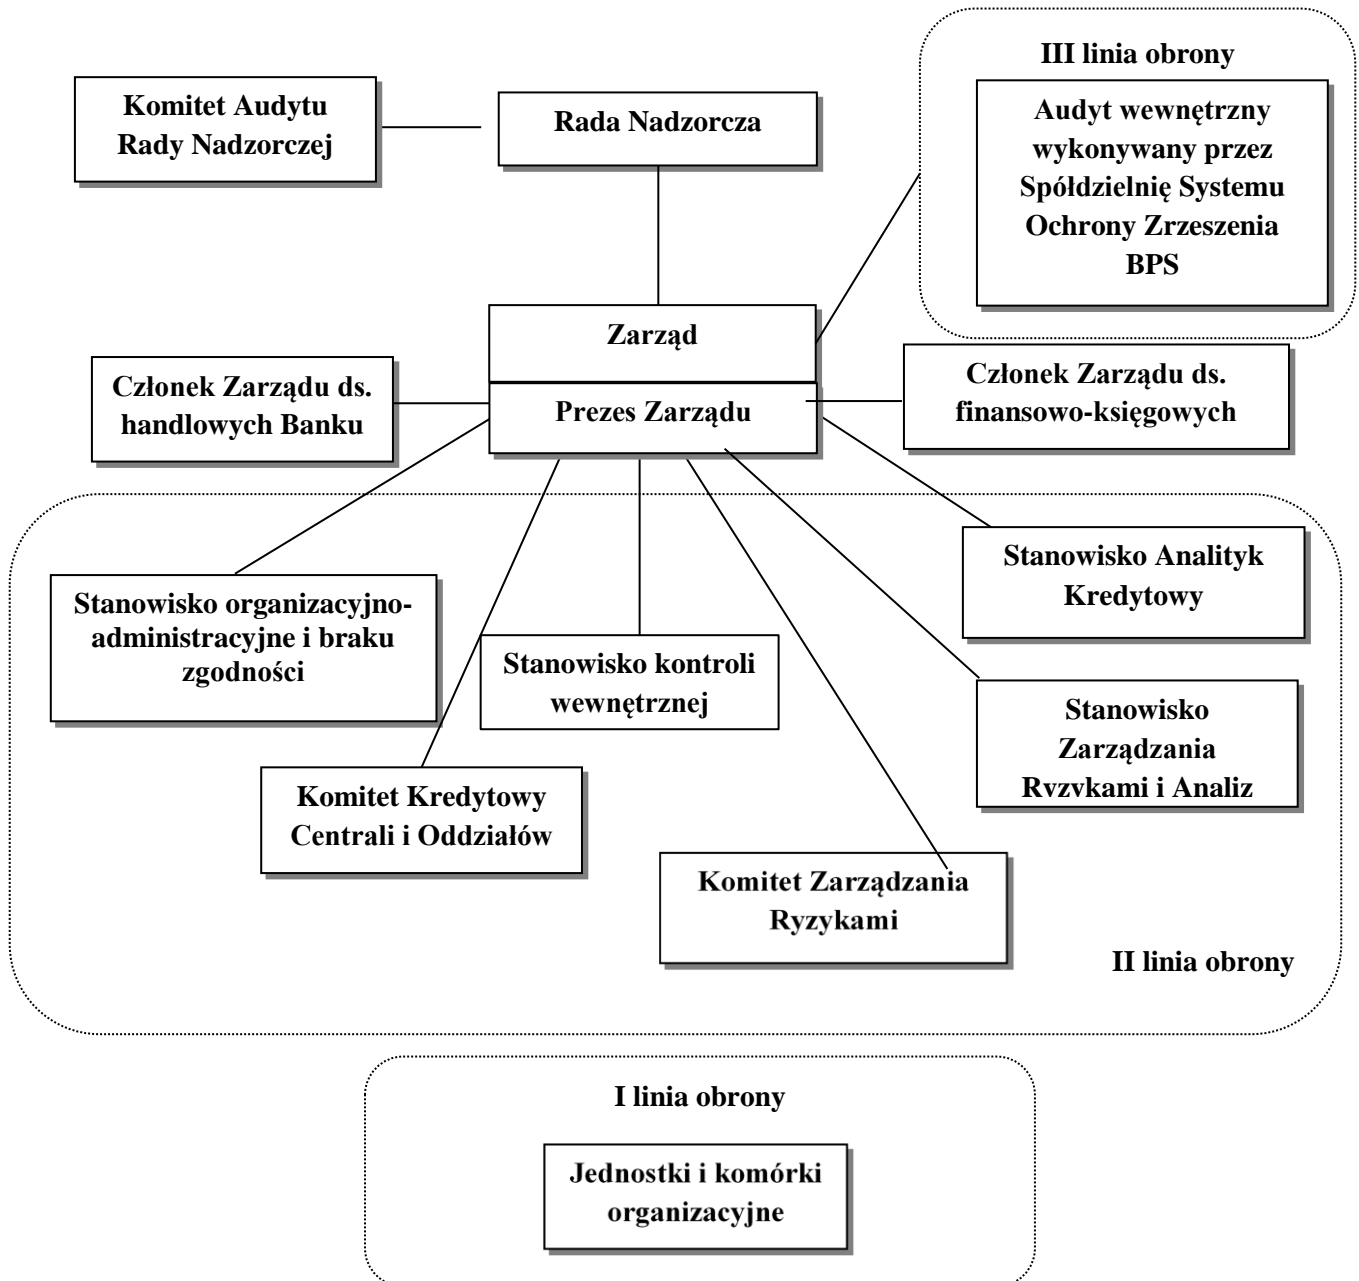 III linia obrony
Komitet Audytu
Rady Nadzorczej
Rada Nadzorcza
Audyt wewnętrzny
wykonywany przez
Spółdzielnię Systemu
Ochrony Zrzeszenia
BPS
Zarząd
Członek Zarządu ds.
handlowych Banku
Prezes Zarządu
Członek Zarządu ds.
finansowo-księgowych
Stanowisko Analityk
Kredytowy
Stanowisko organizacyjno-
administracyjne i braku
zgodności
Stanowisko kontroli
wewnętrznej
Stanowisko
Zarządzania
Ryzykami i Analiz
Komitet Kredytowy
Centrali i Oddziałów
Komitet Zarządzania
Ryzykami
II linia obrony
I linia obrony
Jednostki i komórki
organizacyjne